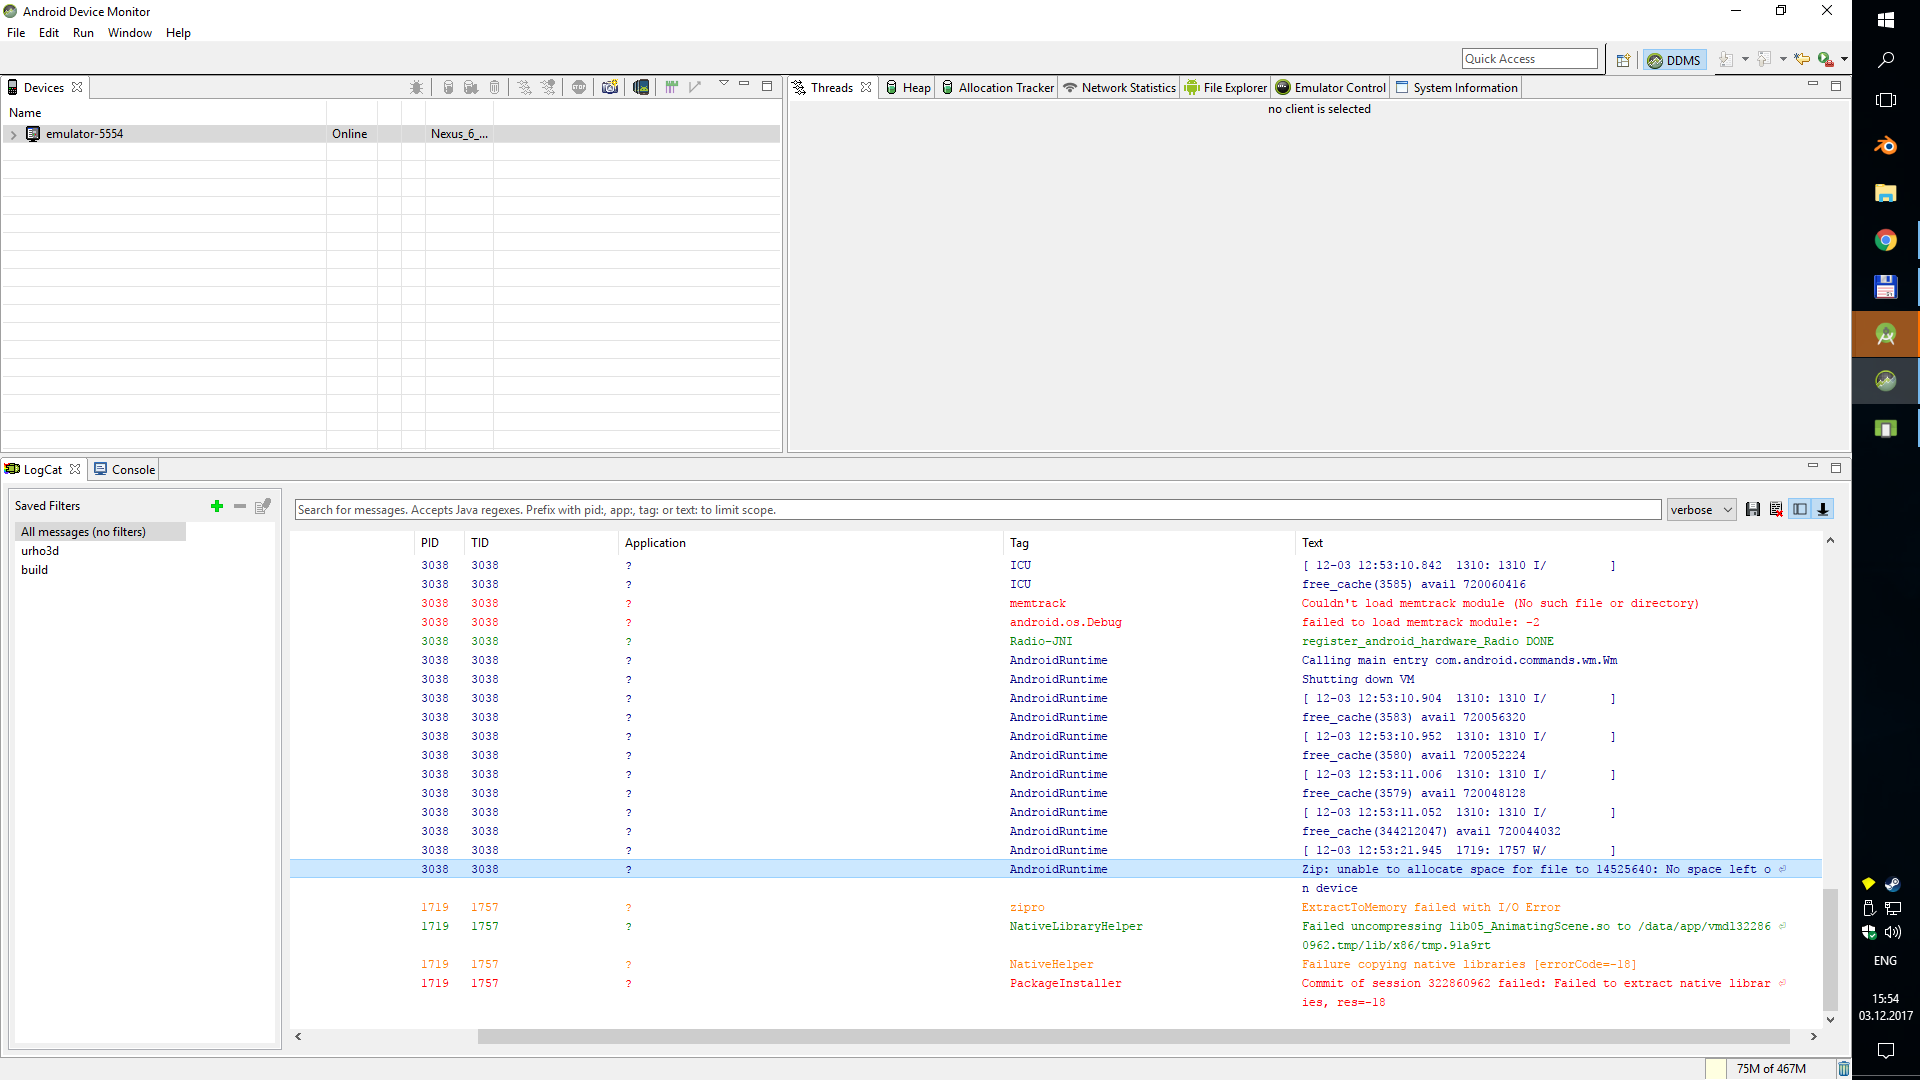 Android Device Monitor
File Edit Run Window Help
Quick Access
DDMS
Devices
Threads
Heap
Allocation Tracker
Network Statistics
File Explorer
Emulator Control
System Information
Name
no client is selected
emulator-5554 Online Nexus_6_...
LogCat
Console
Saved Filters
Search for messages. Accepts Java regexes. Prefix with pid:, app:, tag: or text: to limit scope.
verbose
All messages (no filters)
urho3d
build
PID TID Application Tag Text
3038 3038 ? ICU [ 12-03 12:53:10.842 1310: 1310 I/ ]
3038 3038 ? ICU free_cache(3585) avail 720060416
3038 3038 ? memtrack Couldn't load memtrack module (No such file or directory)
3038 3038 ? android.os.Debug failed to load memtrack module: -2
3038 3038 ? Radio-JNI register_android_hardware_Radio DONE
3038 3038 ? AndroidRuntime Calling main entry com.android.commands.wm.Wm
3038 3038 ? AndroidRuntime Shutting down VM
3038 3038 ? AndroidRuntime [ 12-03 12:53:10.904 1310: 1310 I/ ]
3038 3038 ? AndroidRuntime free_cache(3583) avail 720056320
3038 3038 ? AndroidRuntime [ 12-03 12:53:10.952 1310: 1310 I/ ]
3038 3038 ? AndroidRuntime free_cache(3580) avail 720052224
3038 3038 ? AndroidRuntime [ 12-03 12:53:11.006 1310: 1310 I/ ]
3038 3038 ? AndroidRuntime free_cache(3579) avail 720048128
3038 3038 ? AndroidRuntime [ 12-03 12:53:11.052 1310: 1310 I/ ]
3038 3038 ? AndroidRuntime free_cache(344212047) avail 720044032
3038 3038 ? AndroidRuntime [ 12-03 12:53:21.945 1719: 1757 W/ ]
3038 3038 ? AndroidRuntime Zip: unable to allocate space for file to 14525640: No space left o
n device
1719 1757 ? zipro ExtractToMemory failed with I/O Error
1719 1757 ? NativeLibraryHelper Failed uncompressing lib05_AnimatingScene.so to /data/app/vmdl32286
0962.tmp/lib/x86/tmp.91a9rt
1719 1757 ? NativeHelper Failure copying native libraries [errorCode=-18]
1719 1757 ? PackageInstaller Commit of session 322860962 failed: Failed to extract native librar
ies, res=-18
75M of 467M
ENG
15:54
03.12.2017